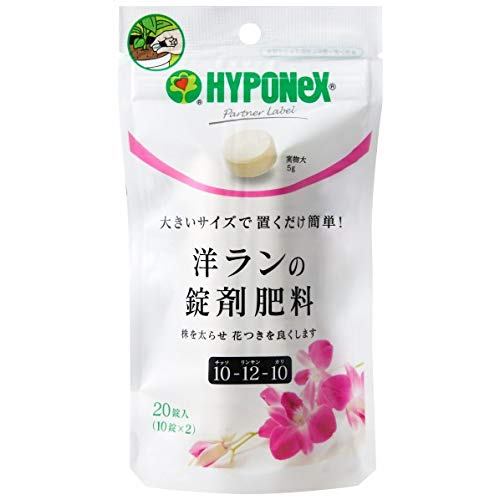 HYPONeX®
Partner Label
実物大
5g
大きいサイズで 置くだけ簡単!
洋ランの
錠剤肥料
株を太らせ 花つきを良くします
チッソ リンサン カリ
10-12-10
20錠入
(10錠×2)